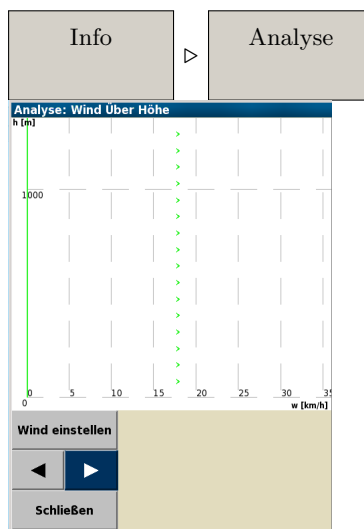 Info ▷ Analyse
Analyse: Wind Über Höhe
h [m]
1000
0 5 10 15 20 25 30 35
0
w [km/h]
Wind einstellen
◀ ▶
Schließen